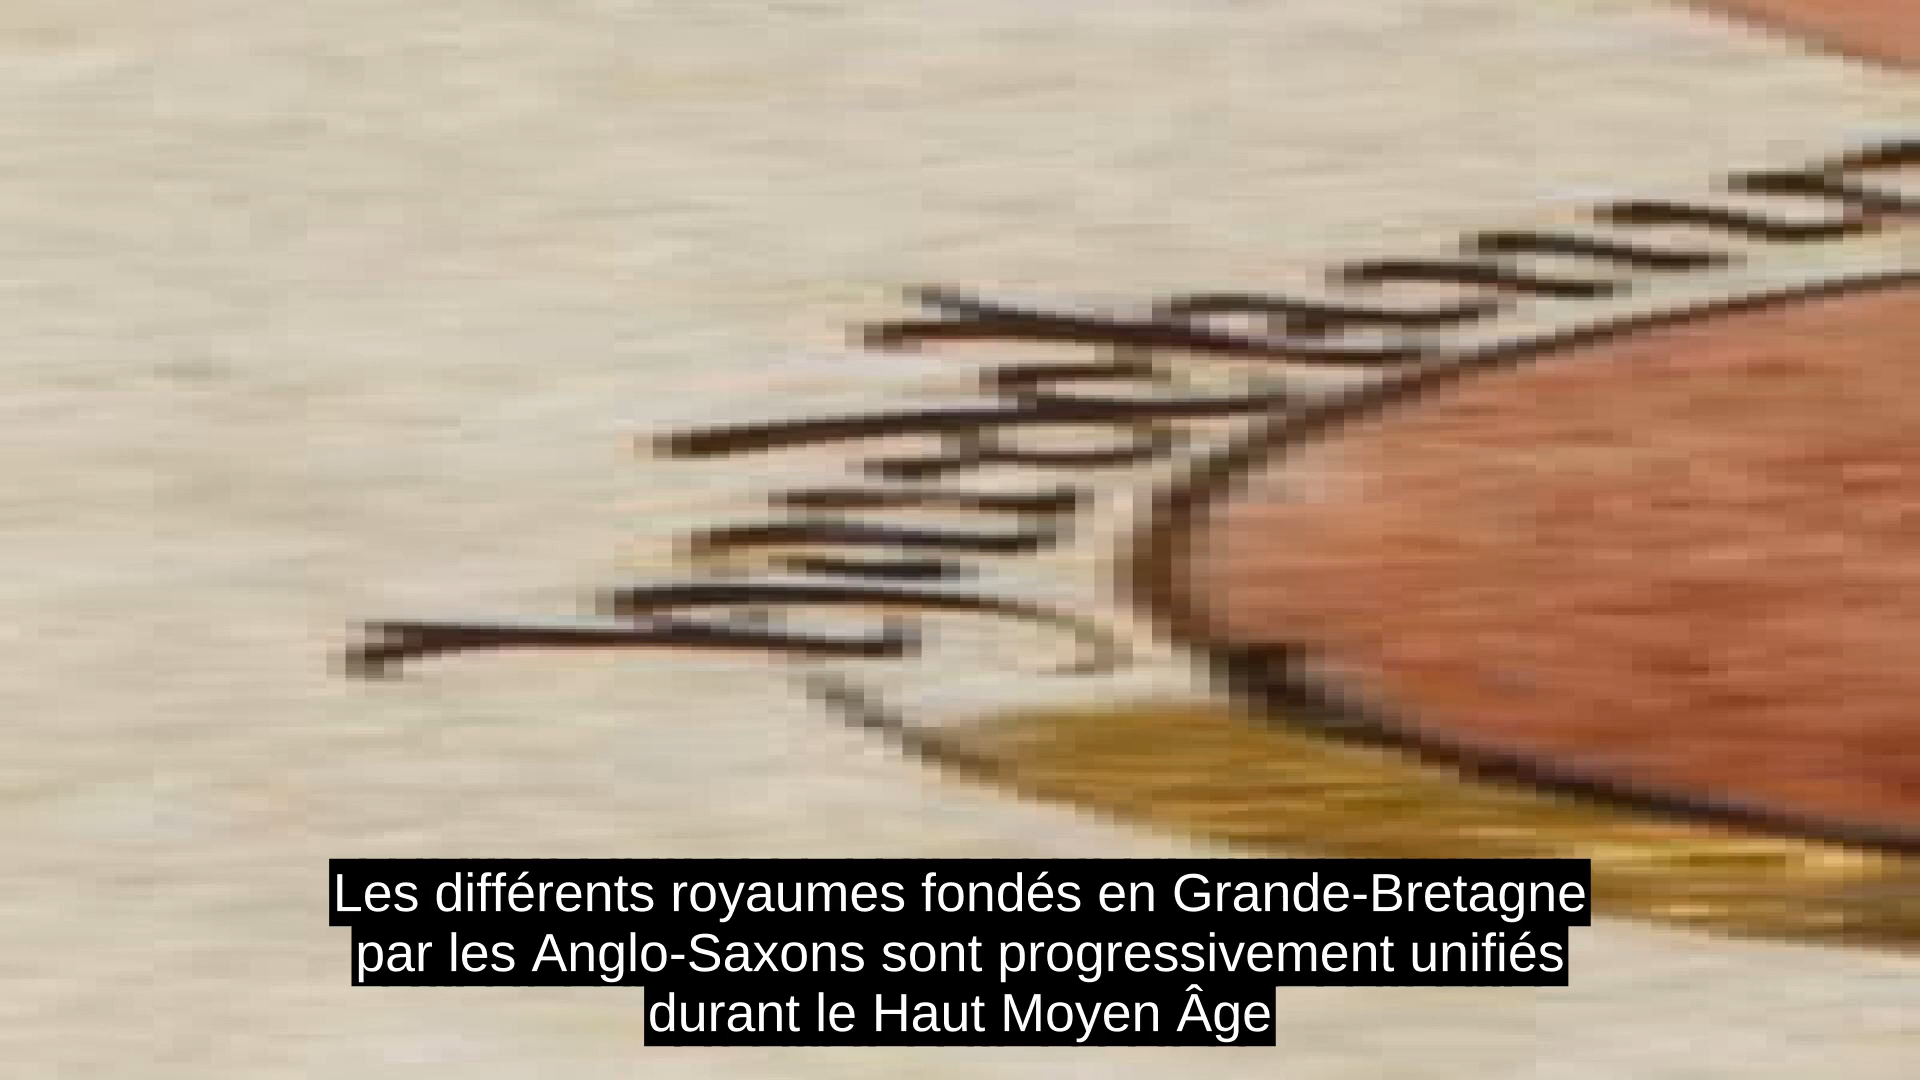 Les différents royaumes fondés en Grande-Bretagne
par les Anglo-Saxons sont progressivement unifiés
durant le Haut Moyen Âge